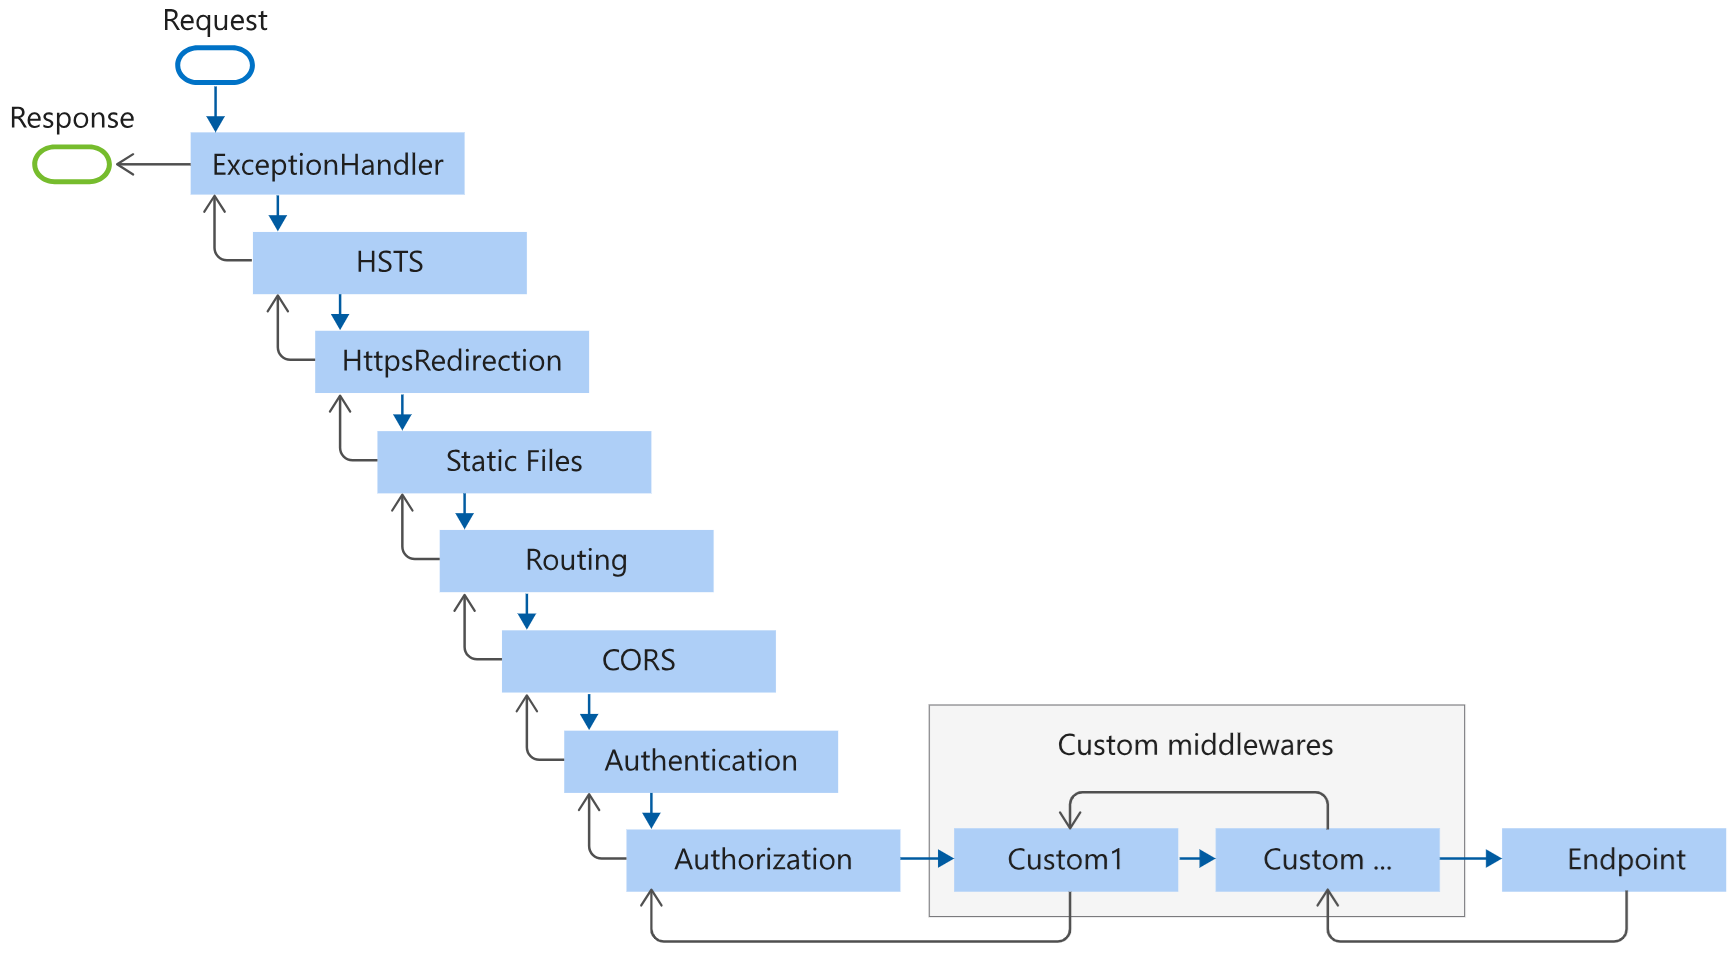 Request
Response
ExceptionHandler
HSTS
HttpsRedirection
Static Files
Routing
CORS
Authentication
Custom middlewares
Authorization
Custom1
Custom ...
Endpoint